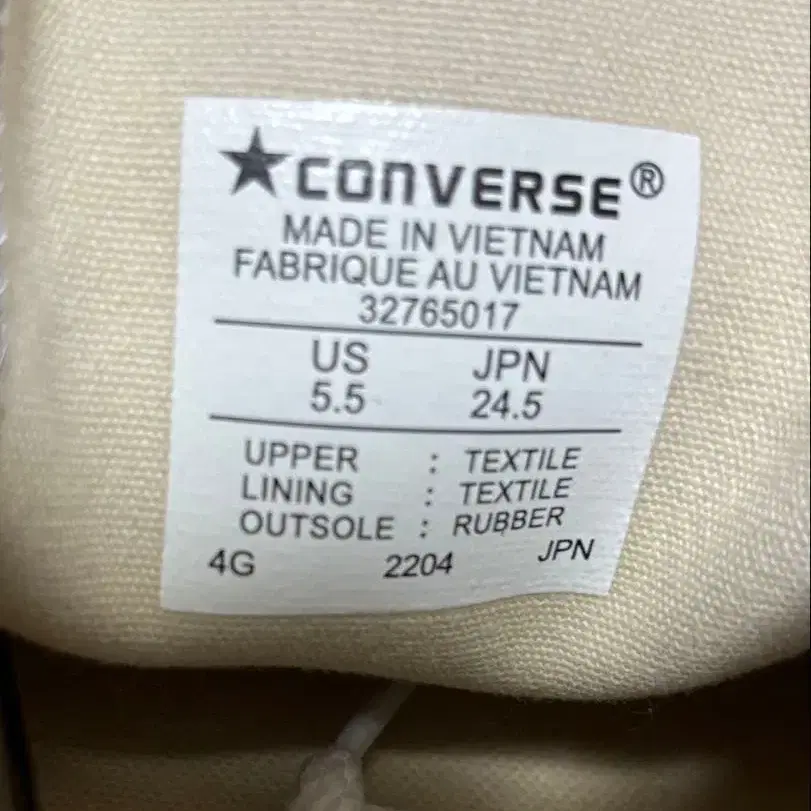 ★CONVERSE®
MADE IN VIETNAM
FABRIQUE AU VIETNAM
32765017
US JPN
5.5 24.5
UPPER : TEXTILE
LINING : TEXTILE
OUTSOLE : RUBBER
4G 2204 JPN